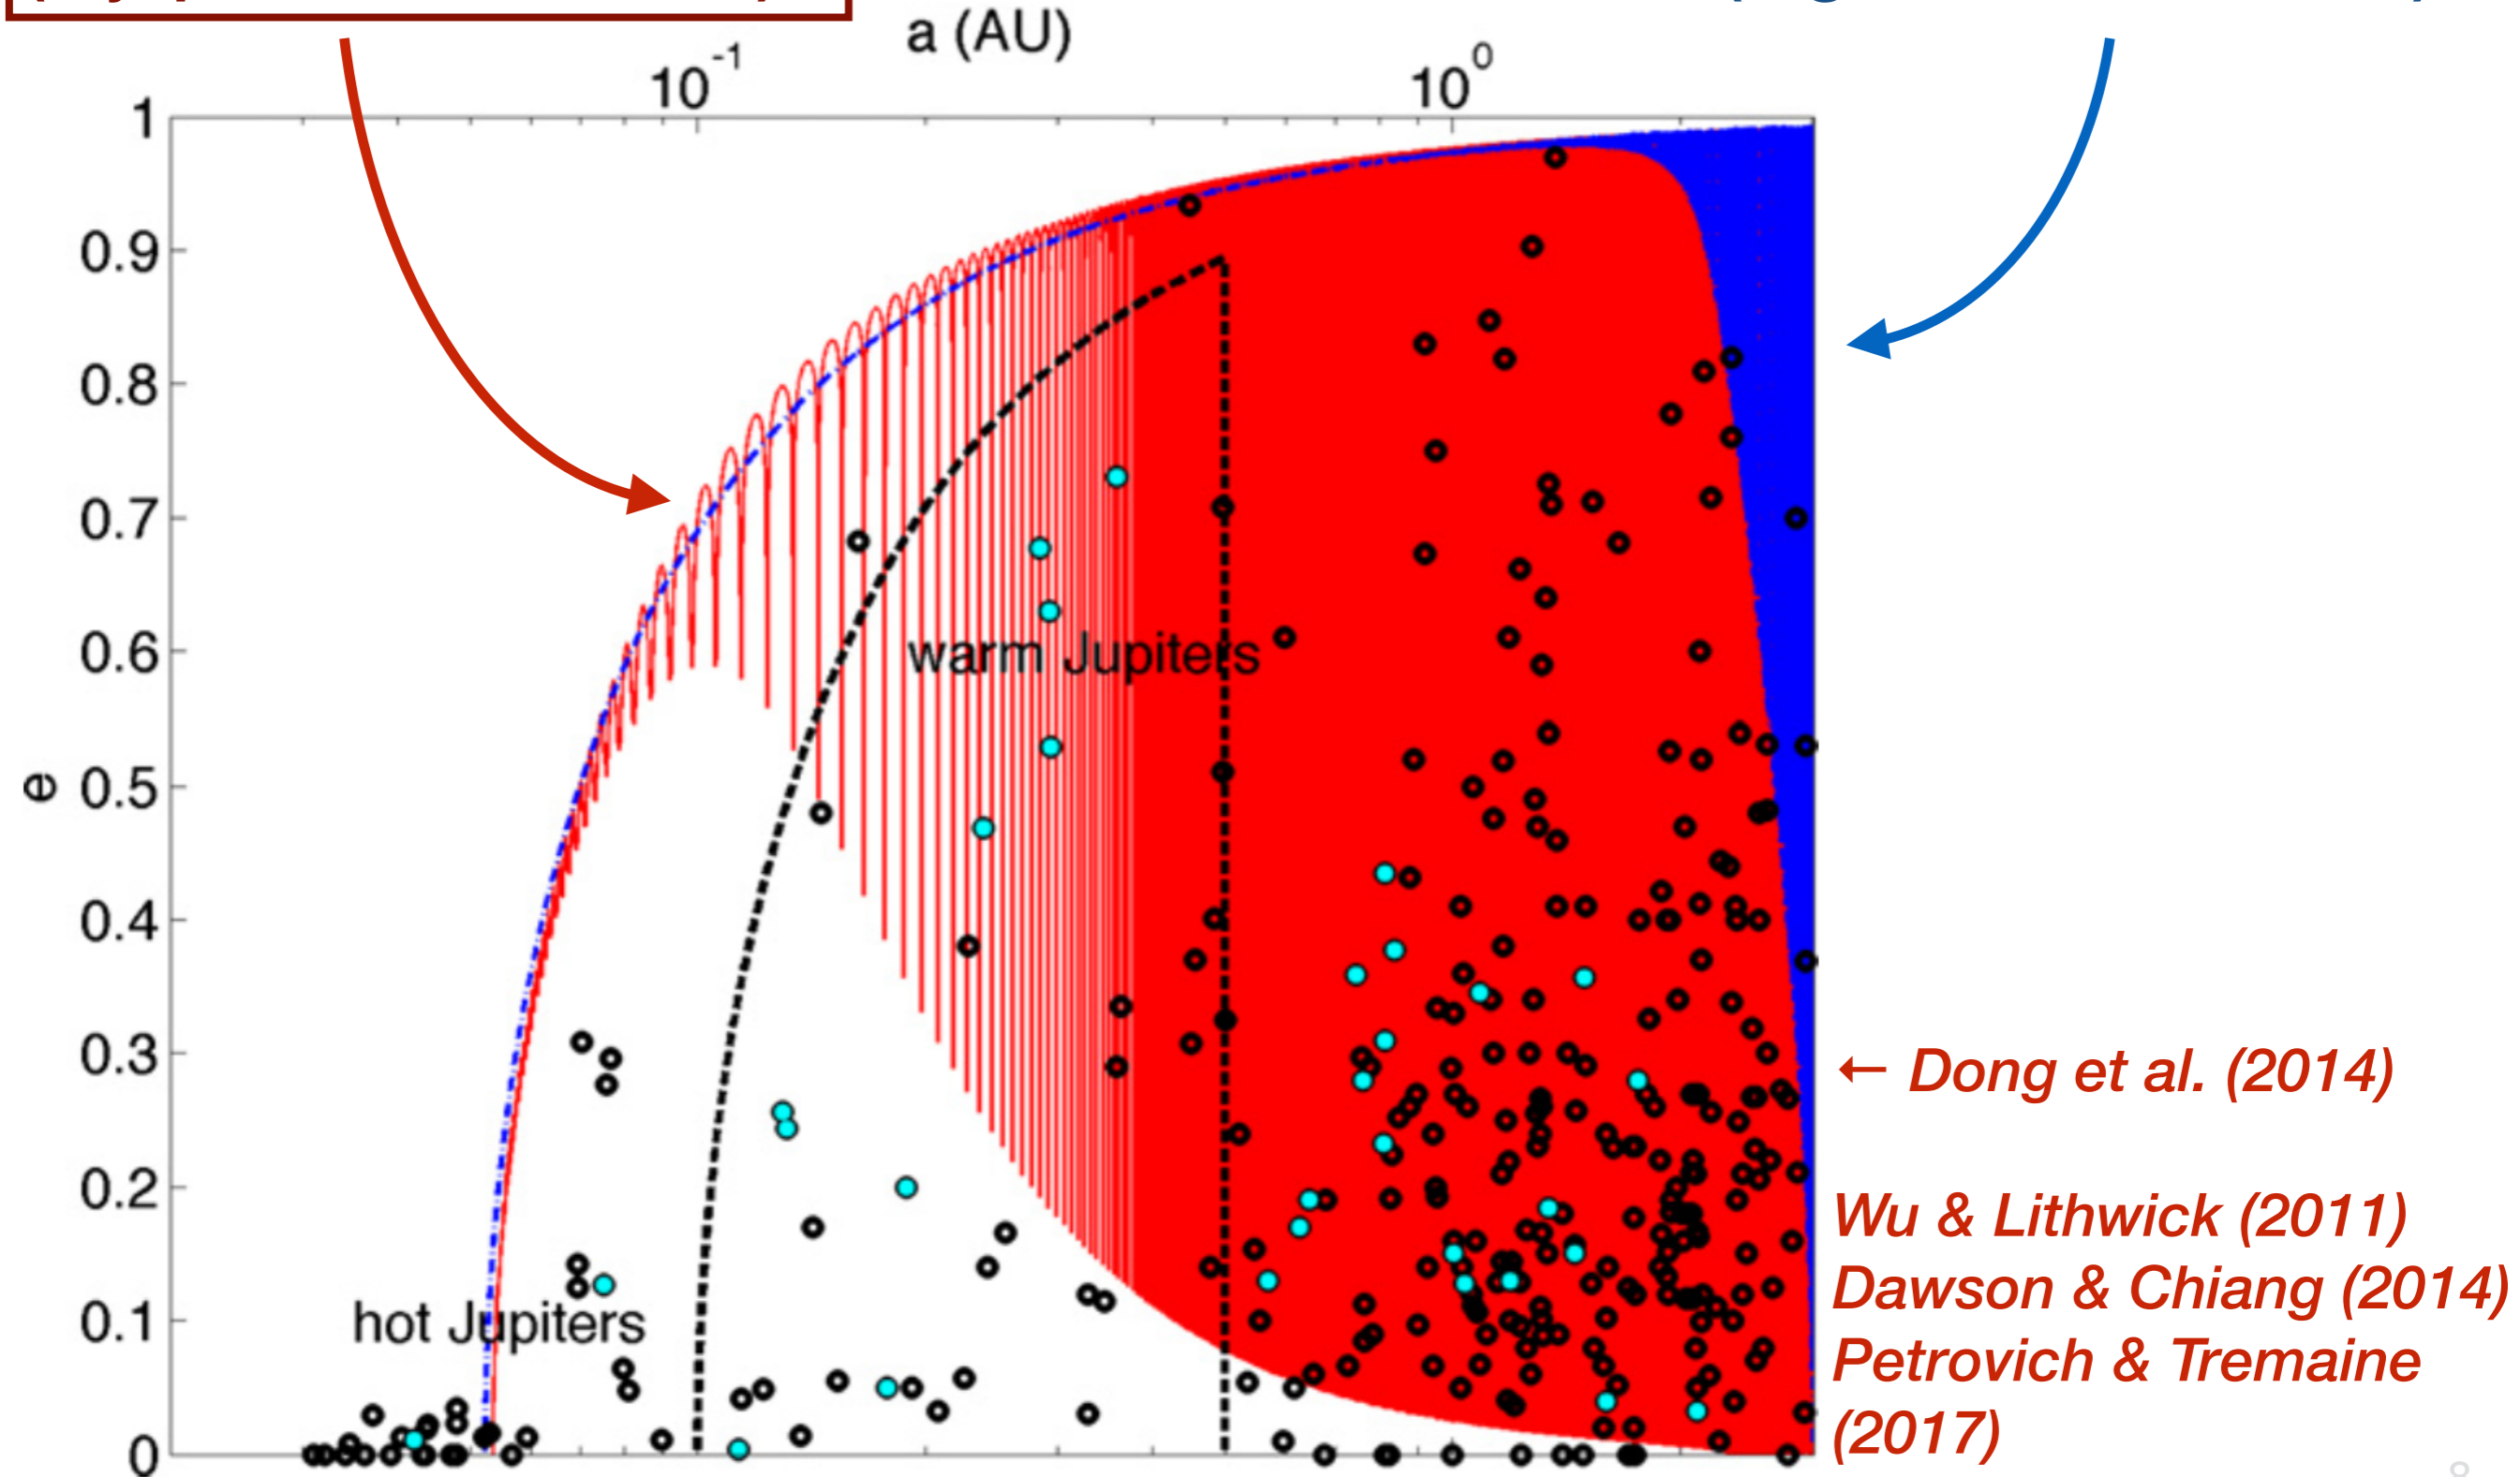 a (AU)
10^-1
10^0
1
0.9
0.8
0.7
0.6
0.5
0.4
0.3
0.2
0.1
0
e
warm Jupiters
hot Jupiters
← Dong et al. (2014)
Wu & Lithwick (2011)
Dawson & Chiang (2014)
Petrovich & Tremaine
(2017)